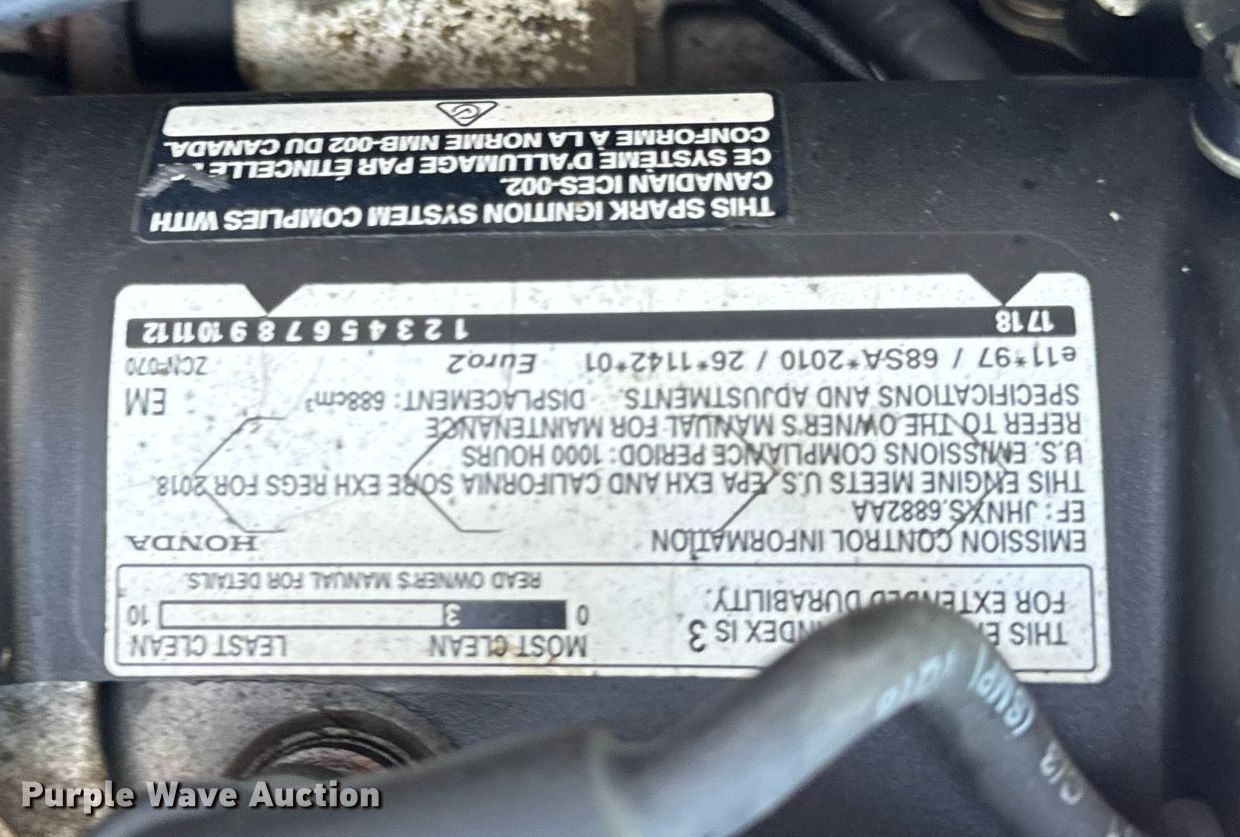 THIS IS 3
FOR EXTENDED DURABILITY.
MOST CLEAN LEAST CLEAN
0 3 10
READ OWNER'S MANUAL FOR DETAILS.
EMISSION CONTROL INFORMATION HONDA
EF: JHNXS.6882AA
THIS ENGINE MEETS U.S. EPA EXH AND CALIFORNIA SORE EXH REGS FOR 2018.
U.S. EMISSIONS COMPLIANCE PERIOD: 1000 HOURS
REFER TO THE OWNER'S MANUAL FOR MAINTENANCE
SPECIFICATIONS AND ADJUSTMENTS. DISPLACEMENT: 688cm³ EM
e11*97 / 68SA*2010 / 26*1142*01 Euro2
17 18 1 2 3 4 5 6 7 8 9 10 11 12
THIS SPARK IGNITION SYSTEM COMPLIES WITH
CANADIAN ICES-002.
CE SYSTÈME D'ALLUMAGE PAR ÉTINCELLE
CONFORME À LA NORME NMB-002 DU CANADA.
Purple Wave Auction